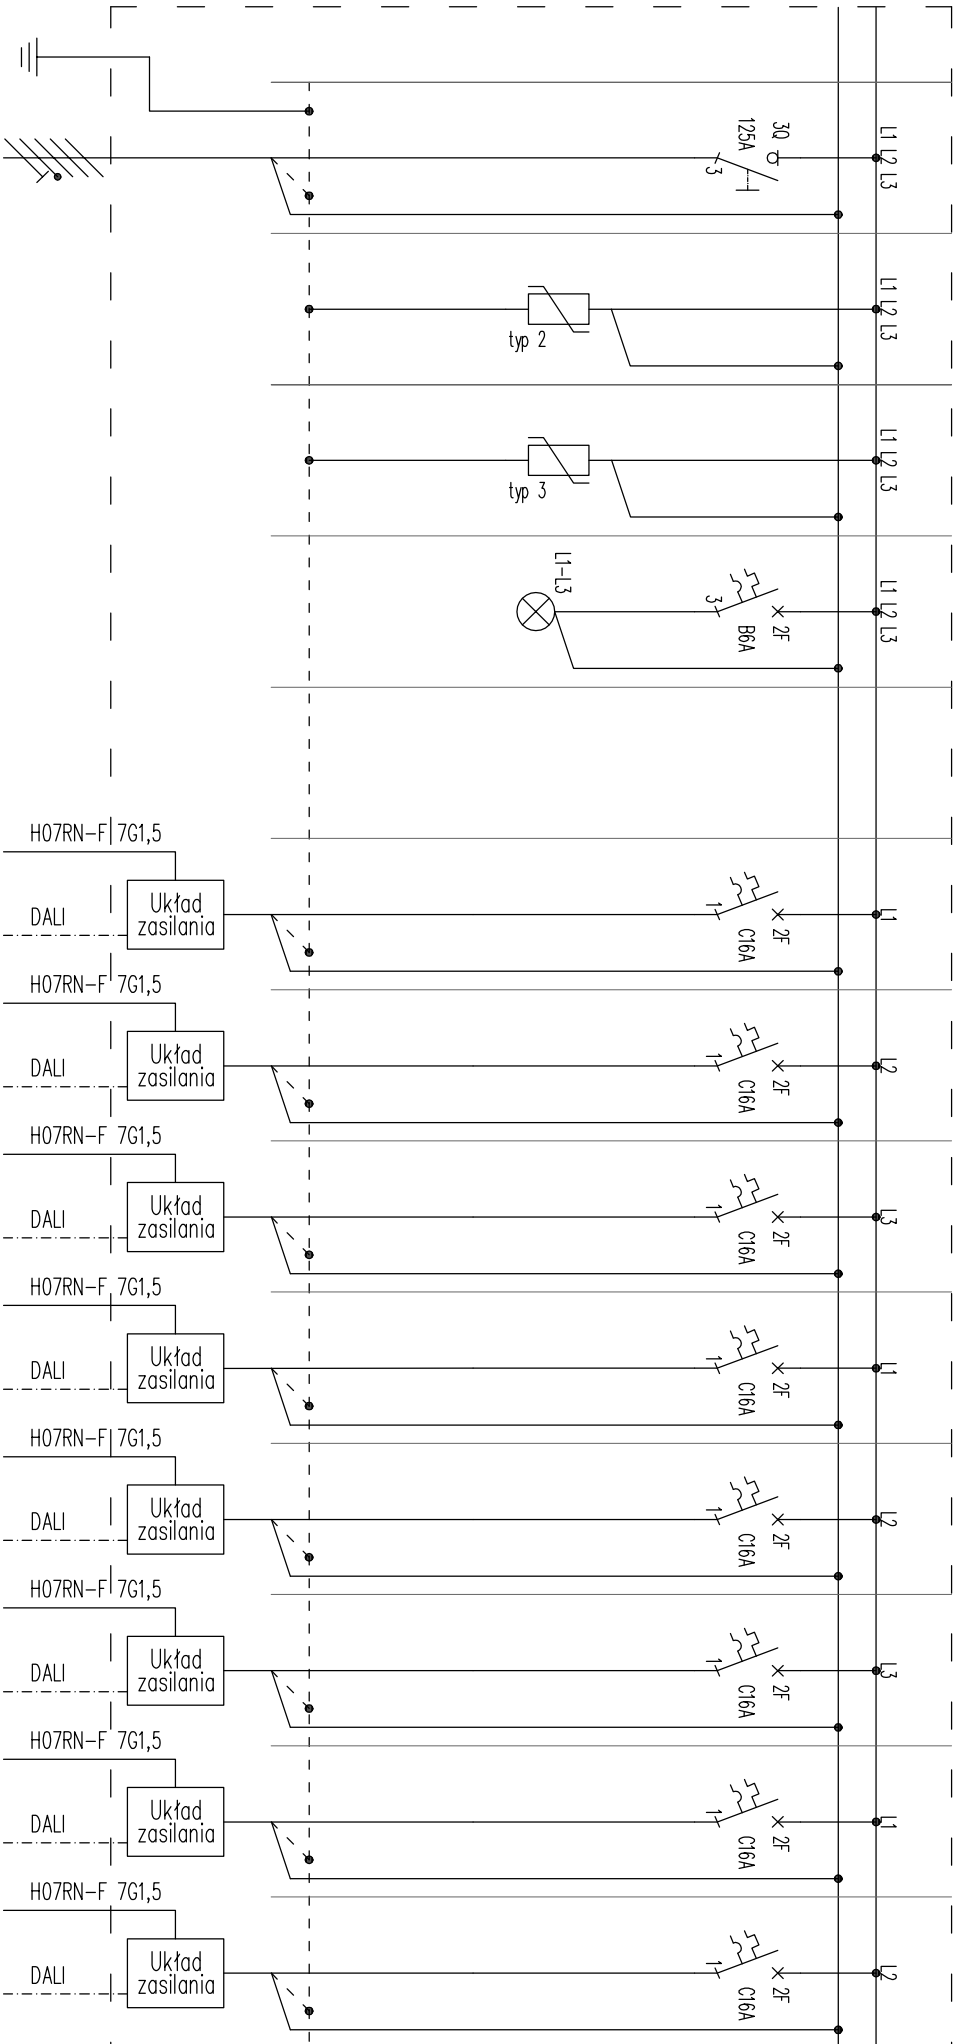 L1 L2 L3
3Q
125A
3
L1 L2 L3
typ 2
L1 L2 L3
typ 3
L1 L2 L3
L1-L3
2F
B6A
3
H07RN-F 7G1,5
DALI
Układ
zasilania
1
C16A
2F
L1
H07RN-F 7G1,5
DALI
Układ
zasilania
1
C16A
2F
L2
H07RN-F 7G1,5
DALI
Układ
zasilania
1
C16A
2F
L3
H07RN-F 7G1,5
DALI
Układ
zasilania
1
C16A
2F
L1
H07RN-F 7G1,5
DALI
Układ
zasilania
1
C16A
2F
L2
H07RN-F 7G1,5
DALI
Układ
zasilania
1
C16A
2F
L3
H07RN-F 7G1,5
DALI
Układ
zasilania
1
C16A
2F
L1
H07RN-F 7G1,5
DALI
Układ
zasilania
1
C16A
2F
L2